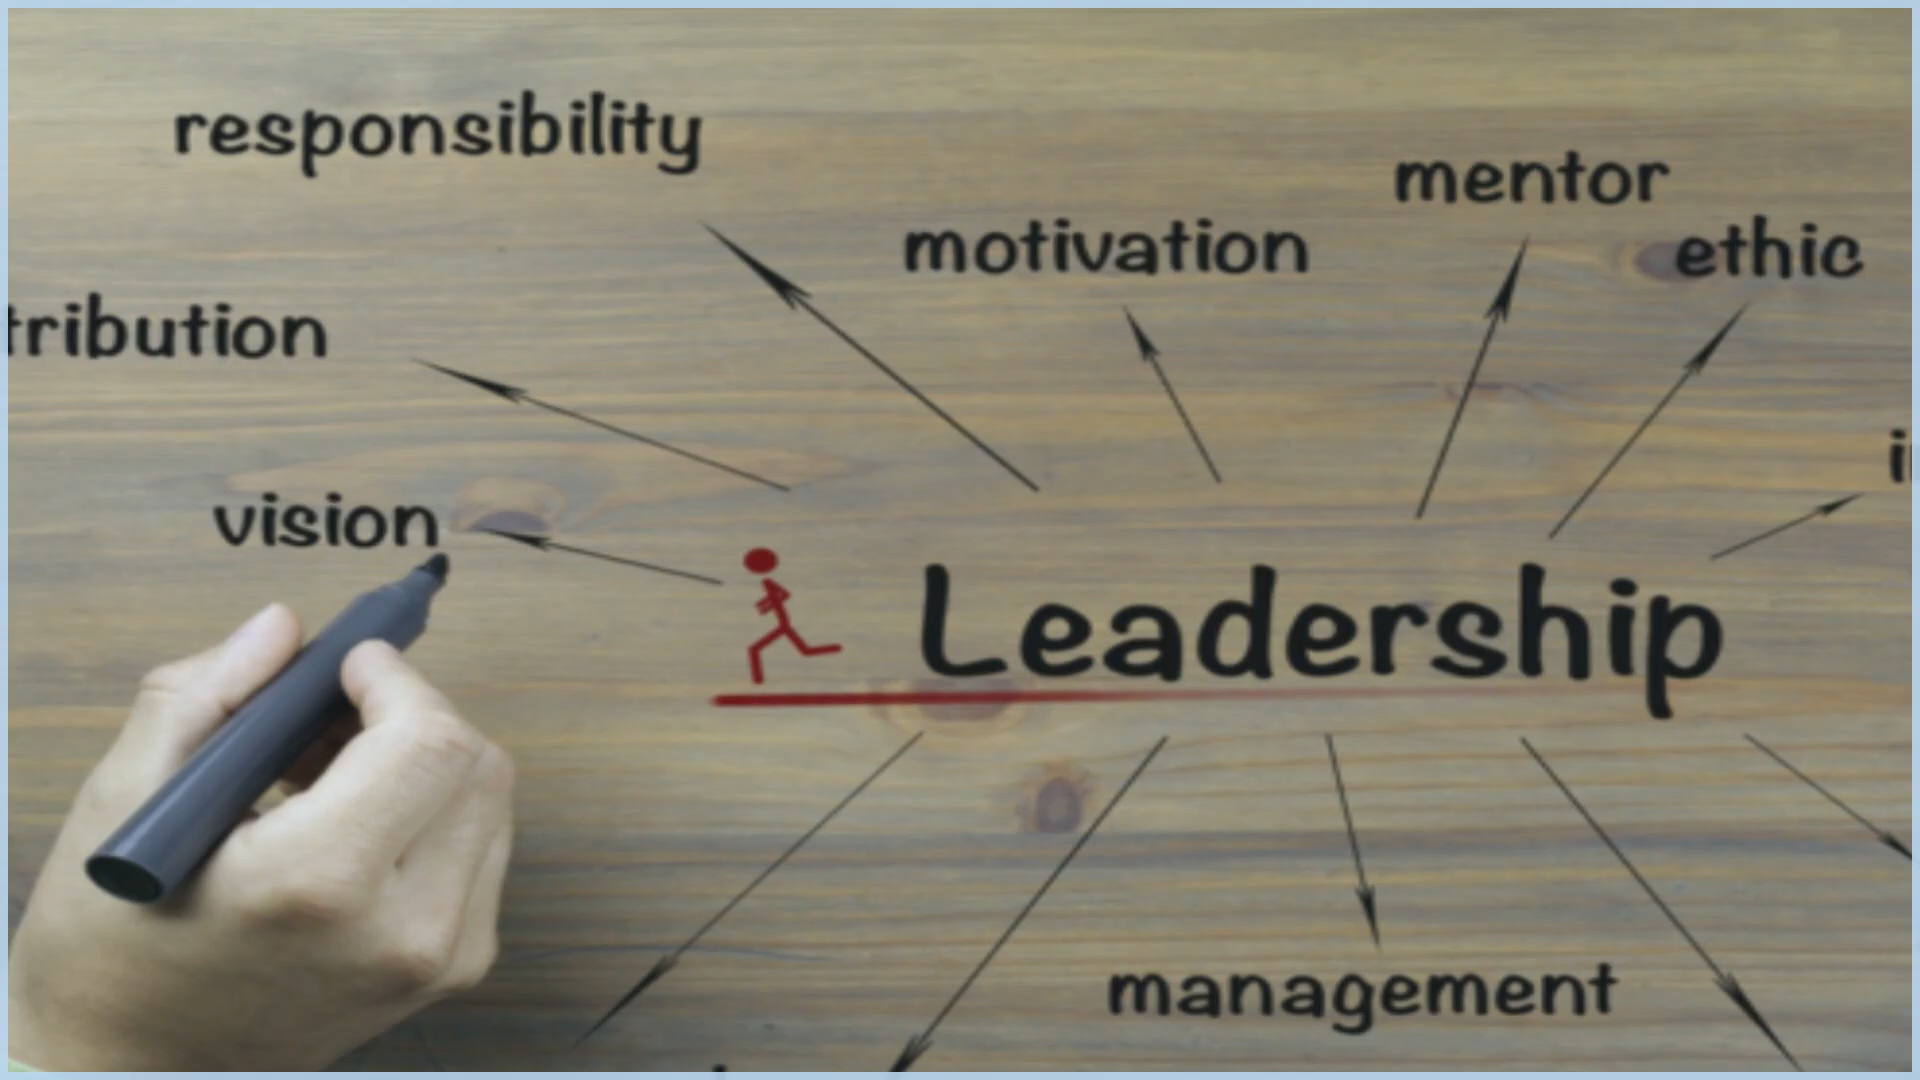 responsibility
mentor
motivation
ethic
tribution
vision
Leadership
management